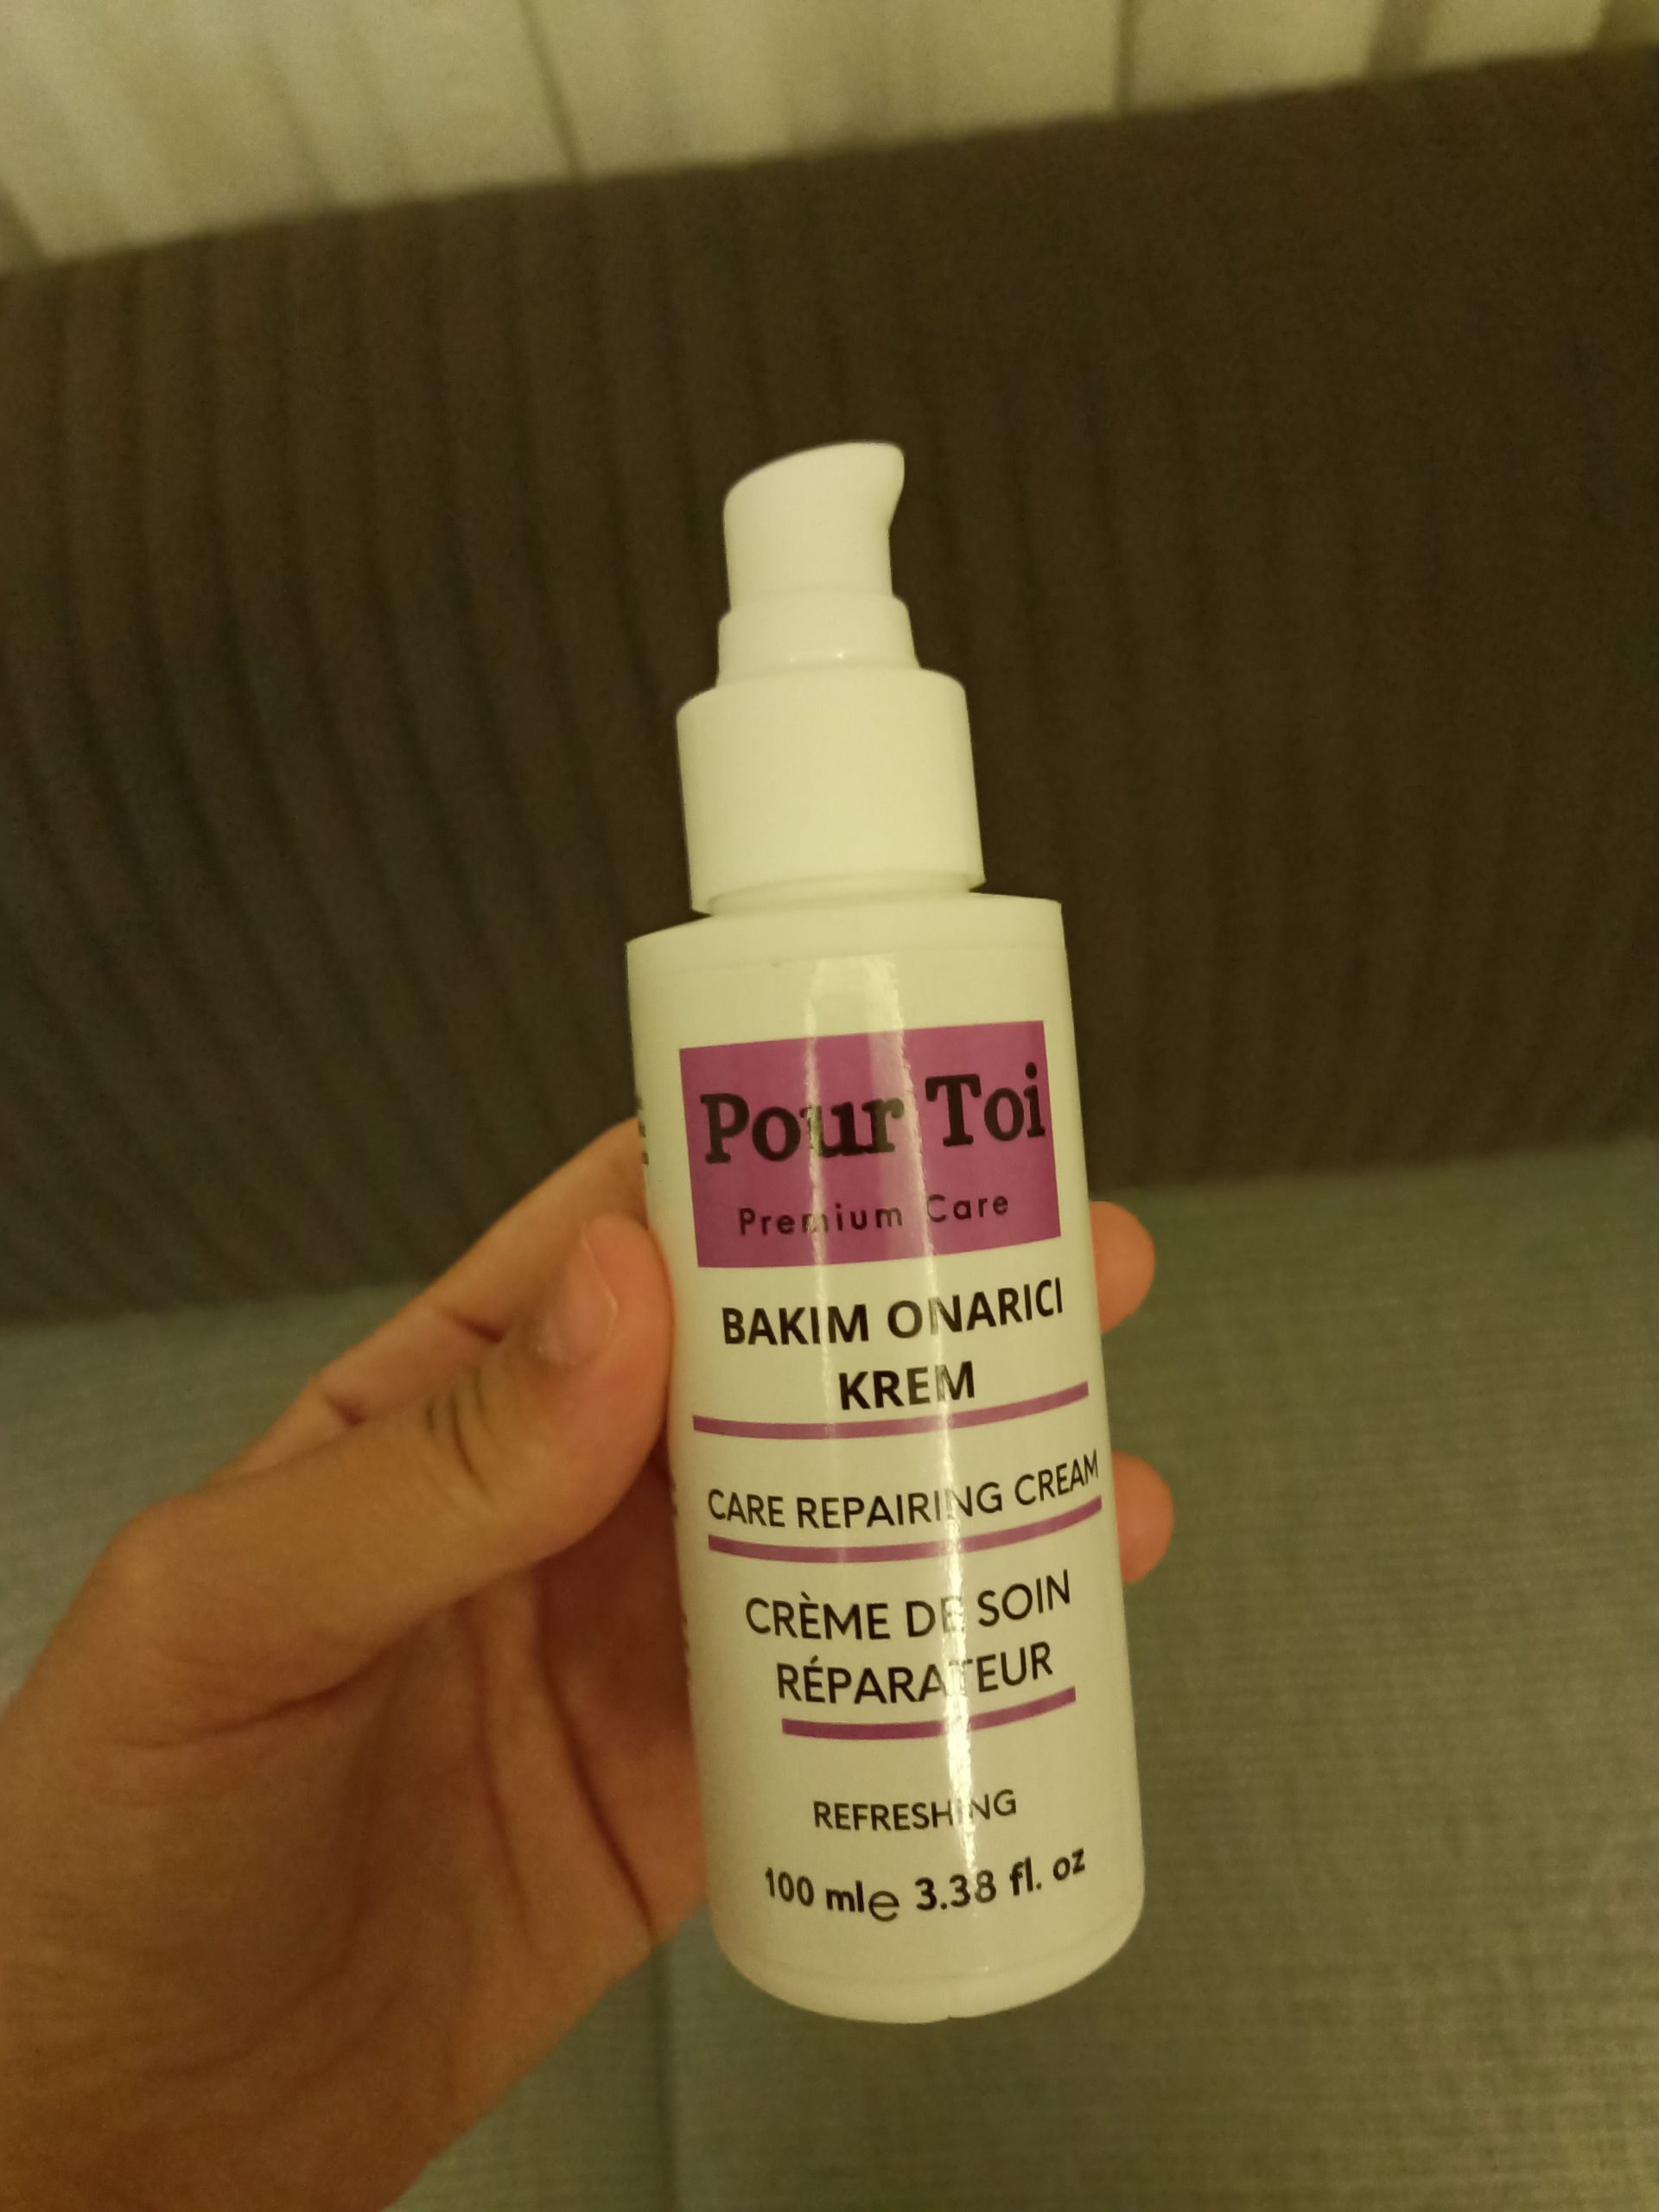 Pour Toi
Premium Care
BAKIM ONARICI
KREM
CARE REPAIRING CREAM
CRÈME DE SOIN
RÉPARATEUR
REFRESHING
100 ml e 3.38 fl. oz